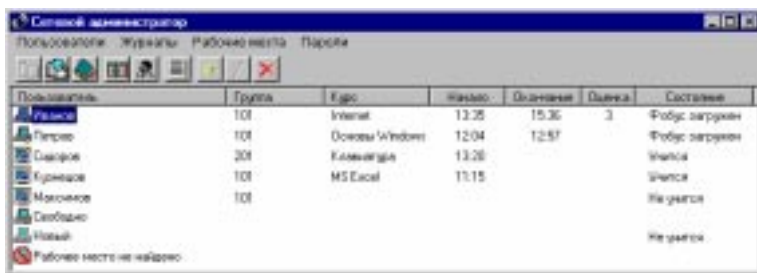 Сетевой администратор
Пользователи Журналы Рабочие места Пароли
Пользователь Группа Курс Начало Окончание Оценка Состояние
Иванов 101 Internet 13:35 15:36 3 Фобус загружен
Петров 101 Основы Windows 12:04 12:57 Фобус загружен
Сидоров 201 Клавиатура 13:20 Учится
Кузнецов 101 MS Excel 11:15 Учится
Максимов 101 Не учится
Свободно
Новый Не учится
Рабочее место не найдено